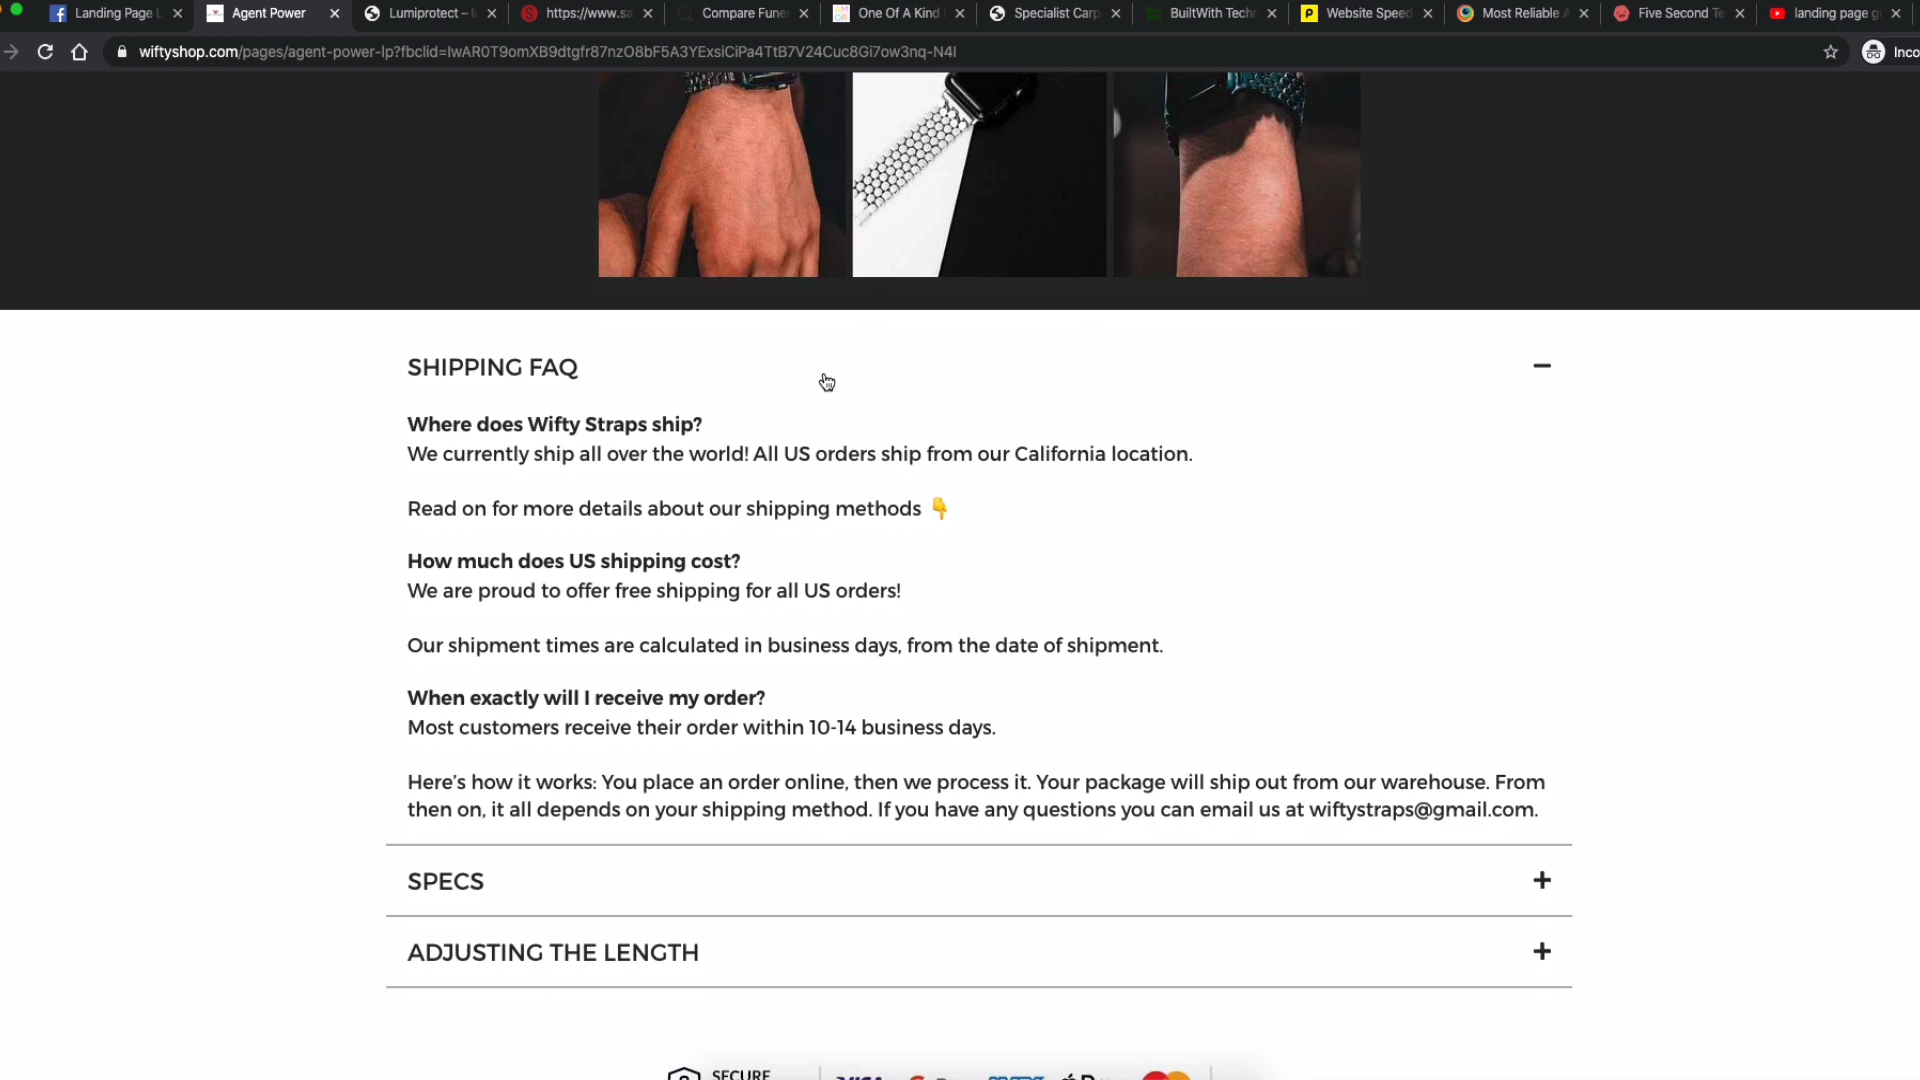 Landing Page L
Agent Power
Lumiprotect –
https://www.sa
Compare Fune
One Of A Kind
Specialist Carp
BuiltWith Tech
Website Speed
Most Reliable
Five Second Te
landing page g
wiftyshop.com/pages/agent-power-lp?fbclid=IwAR0T9omXB9dtgfr87nzO8bF5A3YExsiCiPa4TtB7V24Cuc8Gi7ow3nq-N4I
Inco
SHIPPING FAQ
Where does Wifty Straps ship?
We currently ship all over the world! All US orders ship from our California location.
Read on for more details about our shipping methods 👇
How much does US shipping cost?
We are proud to offer free shipping for all US orders!
Our shipment times are calculated in business days, from the date of shipment.
When exactly will I receive my order?
Most customers receive their order within 10-14 business days.
Here's how it works: You place an order online, then we process it. Your package will ship out from our warehouse. From
then on, it all depends on your shipping method. If you have any questions you can email us at wiftystraps@gmail.com.
SPECS
ADJUSTING THE LENGTH
SECURE
VISA